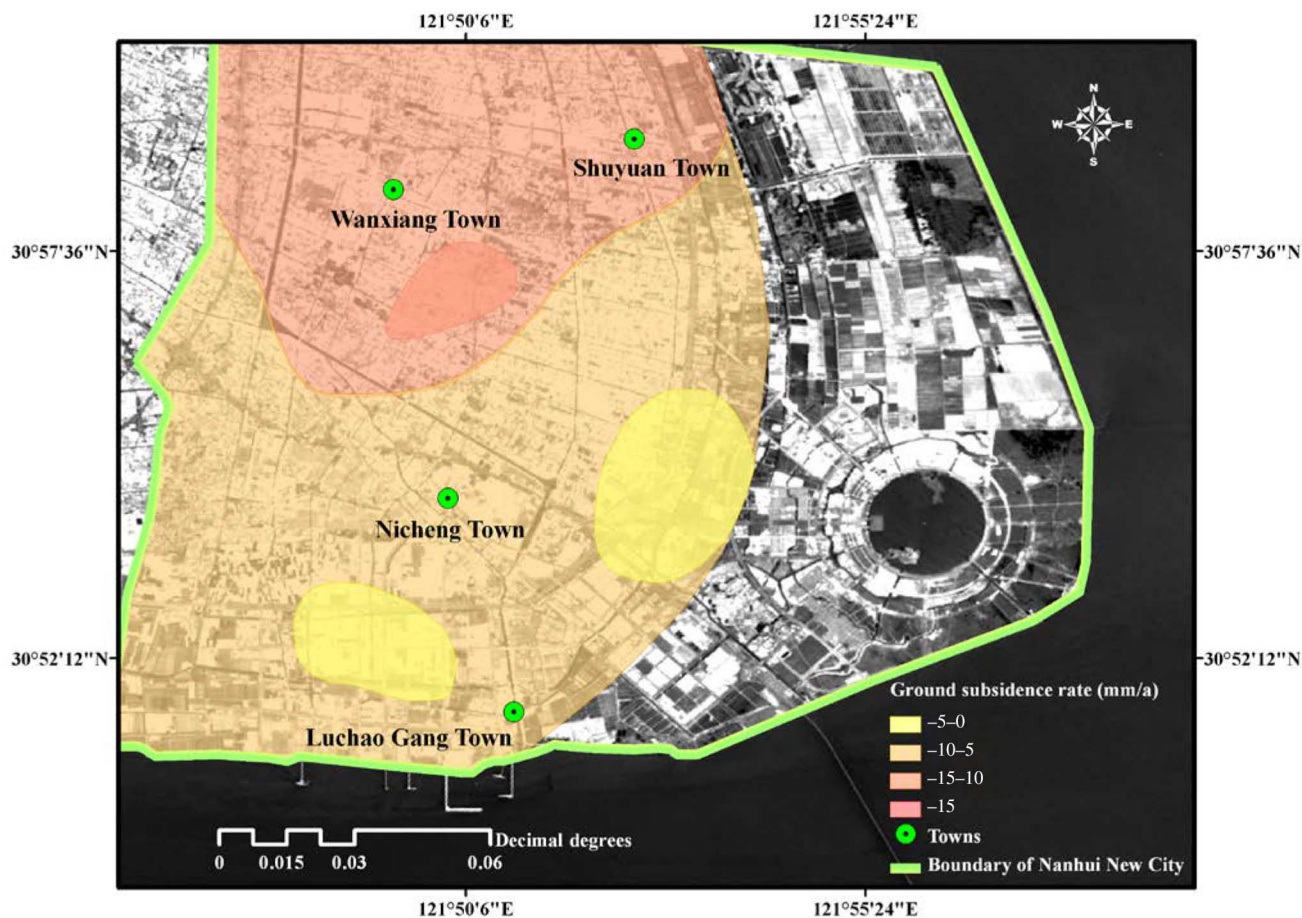 121°50'6"E
121°55'24"E
N
W
E
S
Shuyuan Town
Wanxiang Town
30°57'36"N
30°57'36"N
Nicheng Town
30°52'12"N
30°52'12"N
Ground subsidence rate (mm/a)
–5–0
–10–5
–15–10
–15
Towns
Boundary of Nanhui New City
Luchao Gang Town
Decimal degrees
0
0.015
0.03
0.06
121°50'6"E
121°55'24"E